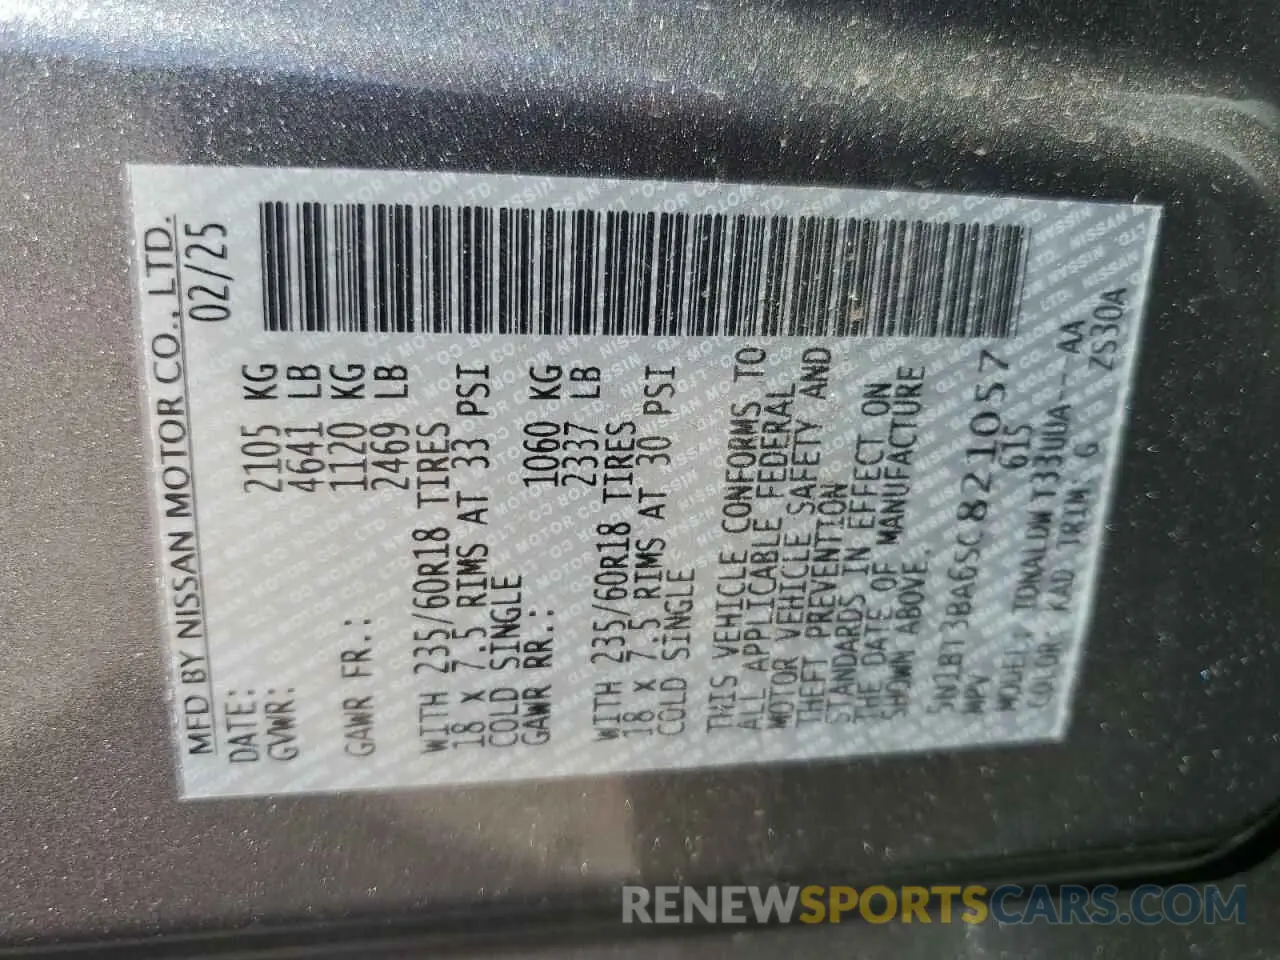 MFD BY NISSAN MOTOR CO., LTD.
DATE: 02/25
GVWR: 2105 KG
4641 LB
GAWR FR.: 1120 KG
2469 LB
WITH 235/60R18 TIRES
18 x 7.5 RIMS AT 33 PSI
COLD SINGLE
GAWR RR.: 1060 KG
2337 LB
WITH 235/60R18 TIRES
18 x 7.5 RIMS AT 30 PSI
COLD SINGLE
THIS VEHICLE CONFORMS TO
ALL APPLICABLE FEDERAL
MOTOR VEHICLE SAFETY AND
THEFT PREVENTION
STANDARDS IN EFFECT ON
THE DATE OF MANUFACTURE
SHOWN ABOVE.
5N1BT3BA6SC821057
MPV 615
MODEL: TDNALDW T33UUA---AA
COLOR KAD TRIM: G ZS30A
RENEWSPORTSCARS.COM